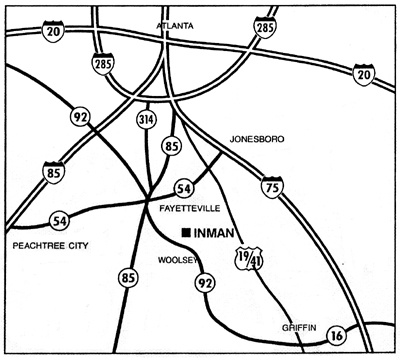 ATLANTA
20
285
285
20
92
314
85
JONESBORO
85
54
75
54
FAYETTEVILLE
PEACHTREE CITY
INMAN
WOOLSEY
19/41
85
92
GRIFFIN
16